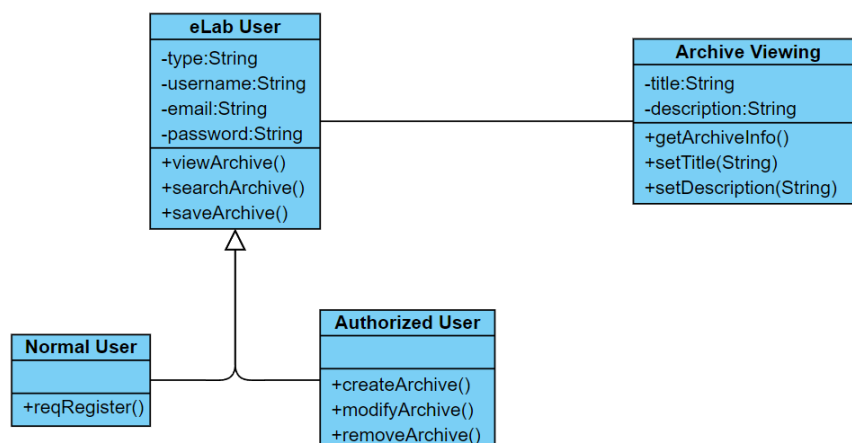 eLab User
-type:String
-username:String
-email:String
-password:String
+viewArchive()
+searchArchive()
+saveArchive()
Archive Viewing
-title:String
-description:String
+getArchiveInfo()
+setTitle(String)
+setDescription(String)
Normal User
+reqRegister()
Authorized User
+createArchive()
+modifyArchive()
+removeArchive()